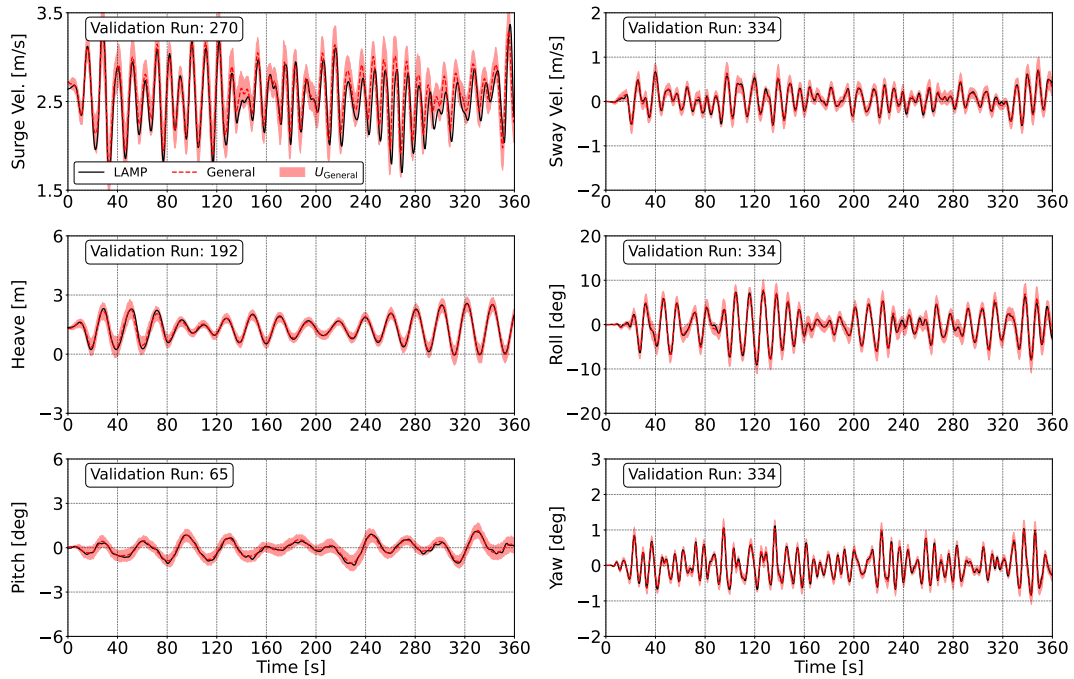 Validation Run: 270
3.5
2.5
1.5
Surge Vel. [m/s]
LAMP
General
U_General
0 40 80 120 160 200 240 280 320 360
Validation Run: 334
2
1
0
−1
−2
Sway Vel. [m/s]
0 40 80 120 160 200 240 280 320 360
Validation Run: 192
6
3
0
−3
Heave [m]
0 40 80 120 160 200 240 280 320 360
Validation Run: 334
20
10
0
−10
−20
Roll [deg]
0 40 80 120 160 200 240 280 320 360
Validation Run: 65
6
3
0
−3
−6
Pitch [deg]
0 40 80 120 160 200 240 280 320 360
Time [s]
Validation Run: 334
3
2
1
0
−1
−2
Yaw [deg]
0 40 80 120 160 200 240 280 320 360
Time [s]